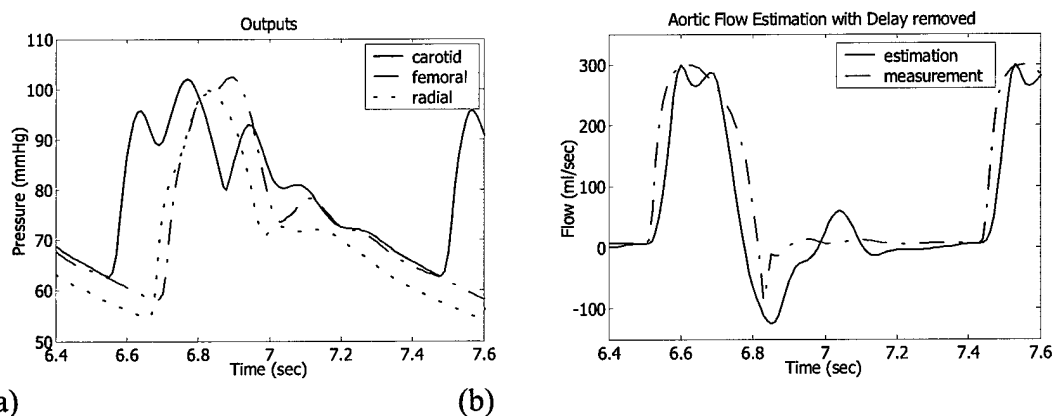 Outputs
110
100
90
80
70
60
50
Pressure (mmHg)
carotid
femoral
radial
6.4
6.6
6.8
7
7.2
7.4
7.6
Time (sec)
a)
Aortic Flow Estimation with Delay removed
300
200
100
0
-100
Flow (ml/sec)
estimation
measurement
6.4
6.6
6.8
7
7.2
7.4
7.6
Time (sec)
(b)